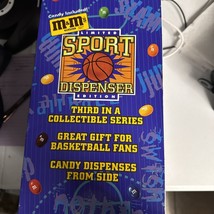 Candy Included!
m&m's
LIMITED
SPORT
DISPENSER
EDITION
THIRD IN A
COLLECTIBLE SERIES
GREAT GIFT FOR
BASKETBALL FANS
CANDY DISPENSES
FROM SIDE